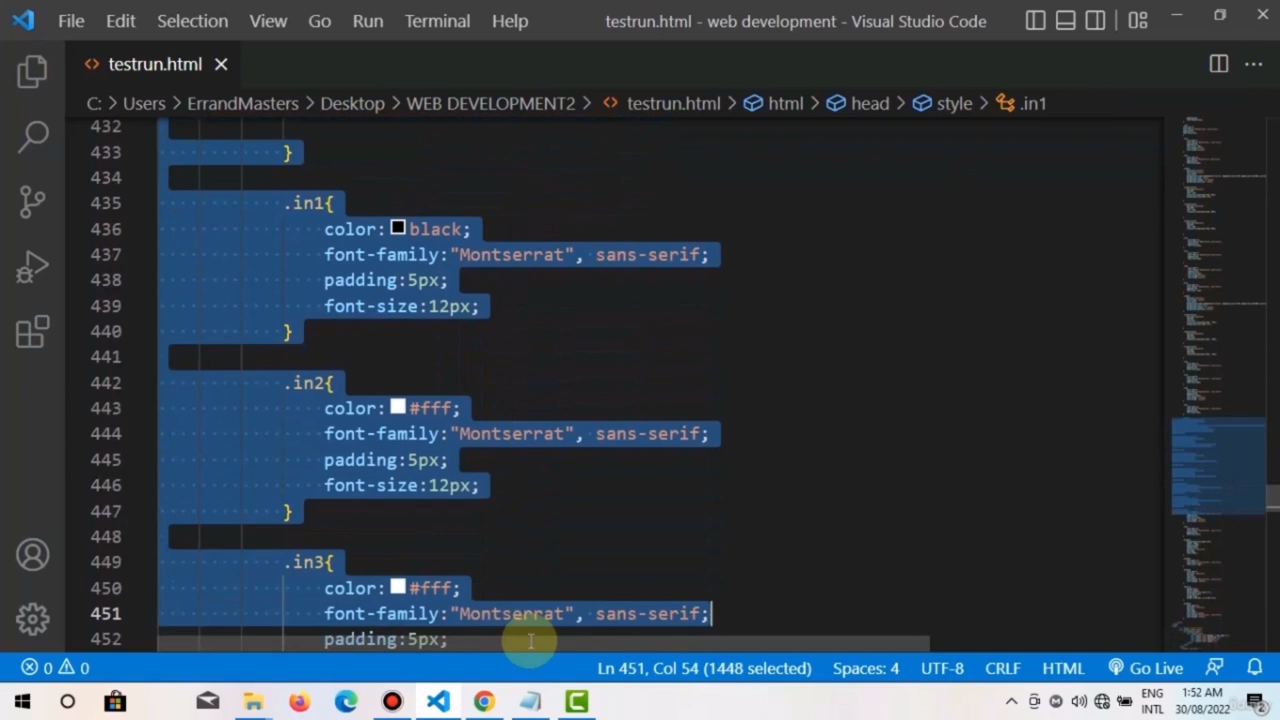 File Edit Selection View Go Run Terminal Help testrun.html - web development - Visual Studio Code
testrun.html
C: > Users > ErrandMasters > Desktop > WEB DEVELOPMENT2 > testrun.html > html > head > style > .in1
432
433 }
434
435 .in1{
436 color: black;
437 font-family:"Montserrat", sans-serif;
438 padding:5px;
439 font-size:12px;
440 }
441
442 .in2{
443 color: #fff;
444 font-family:"Montserrat", sans-serif;
445 padding:5px;
446 font-size:12px;
447 }
448
449 .in3{
450 color: #fff;
451 font-family:"Montserrat", sans-serif;
452 padding:5px;
0 0 Ln 451, Col 54 (1448 selected) Spaces: 4 UTF-8 CRLF HTML Go Live
ENG 1:52 AM
INTL 30/08/2022